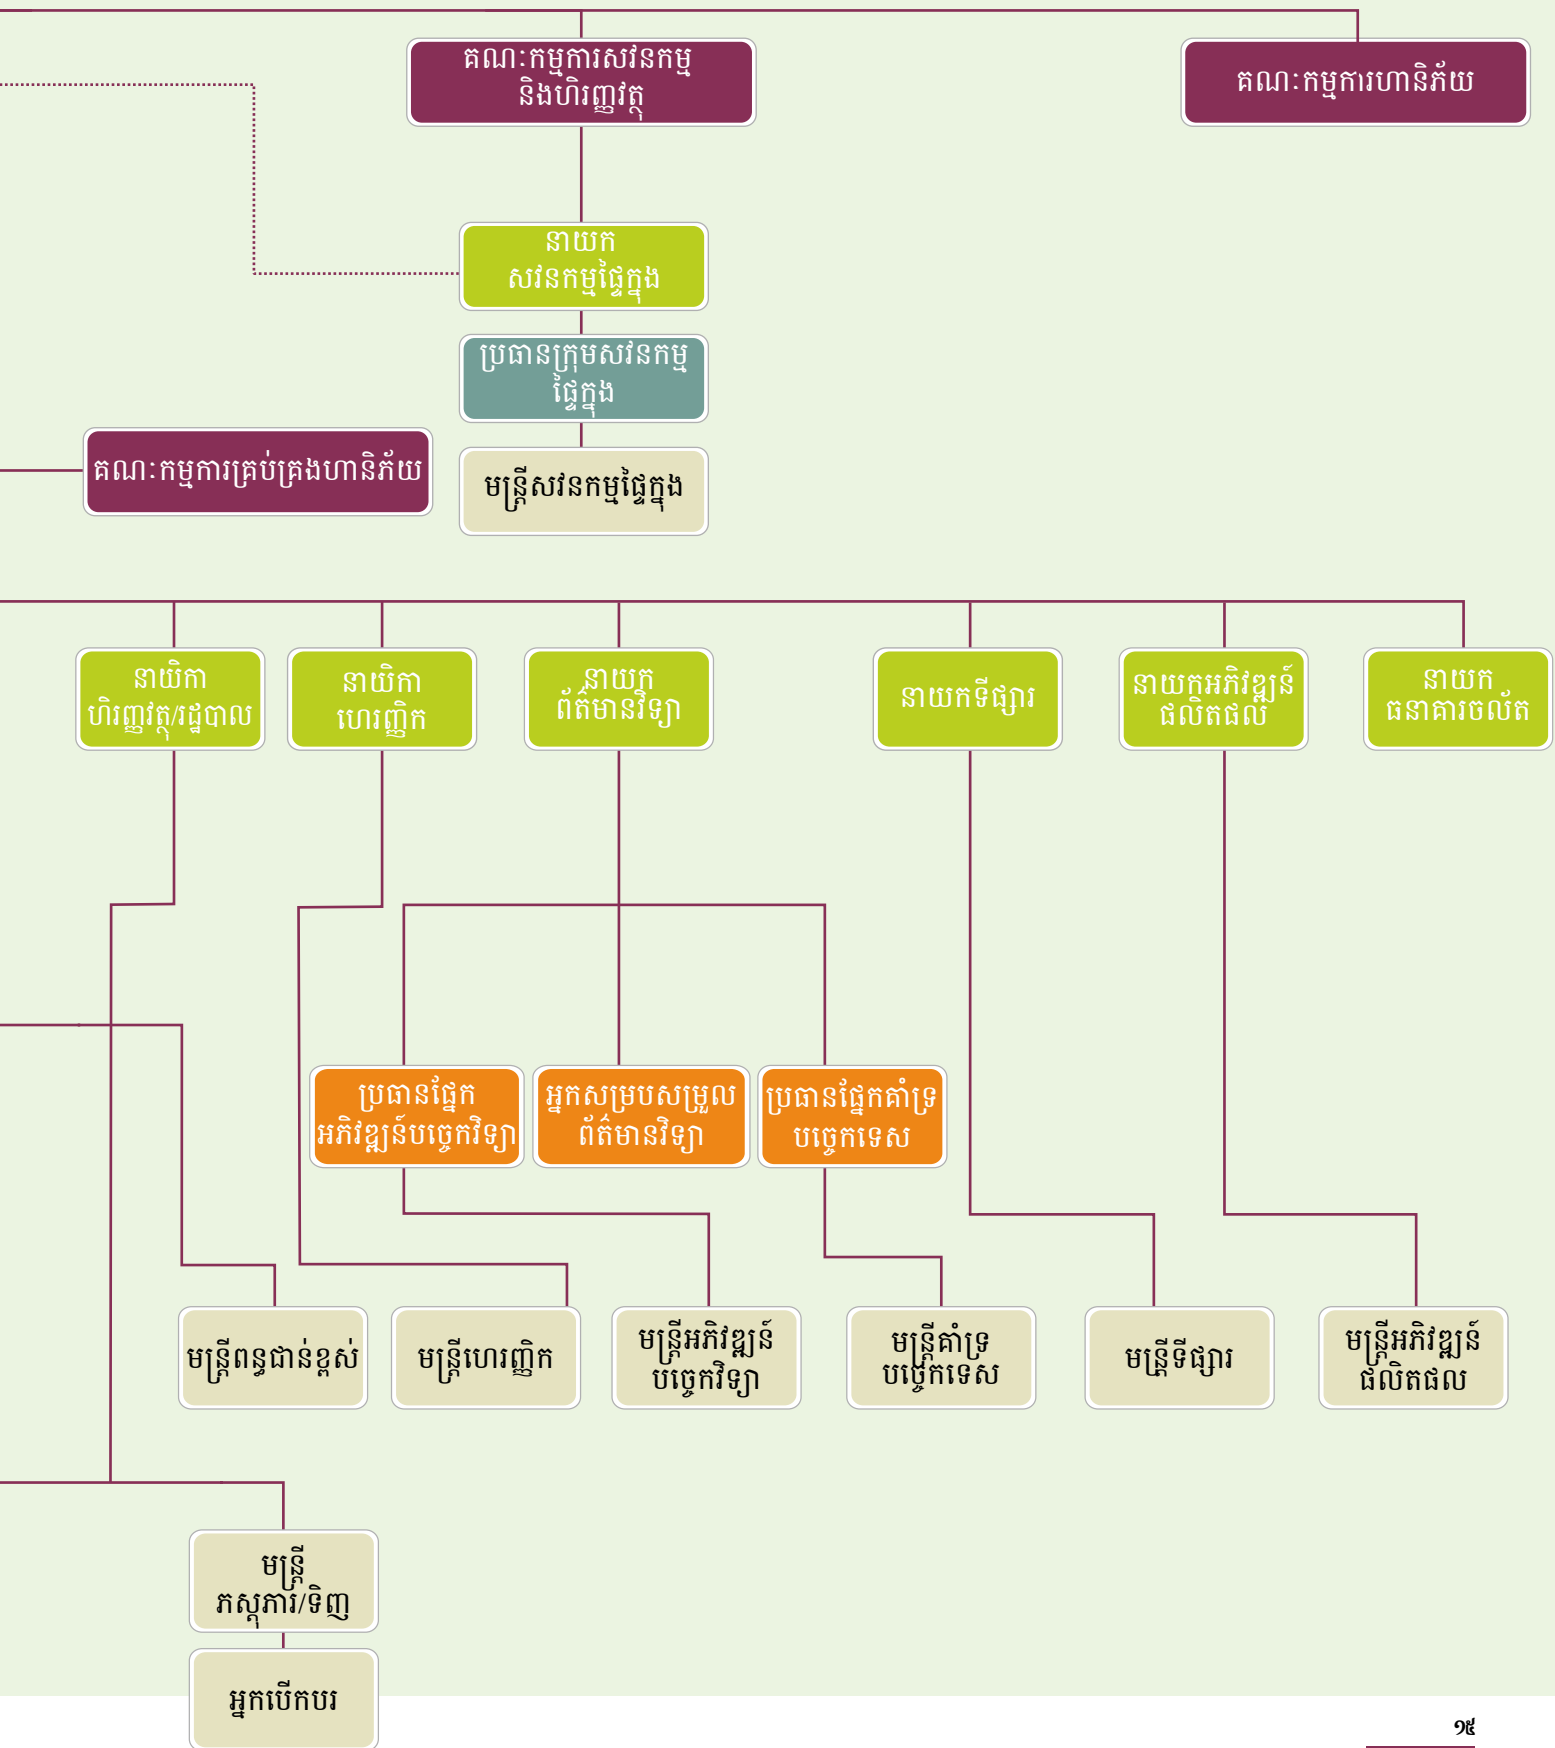 គណៈកម្មការសវនកម្ម
និងហិរញ្ញវត្ថុ
គណៈកម្មការហានិភ័យ
នាយក
សវនកម្មផ្ទៃក្នុង
ប្រធានក្រុមសវនកម្ម
ផ្ទៃក្នុង
គណៈកម្មការគ្រប់គ្រងហានិភ័យ
មន្ត្រីសវនកម្មផ្ទៃក្នុង
នាយិកា
ហិរញ្ញវត្ថុ/រដ្ឋបាល
នាយិកា
ហេរញ្ញិក
នាយក
ព័ត៌មានវិទ្យា
នាយកទីផ្សារ
នាយកអភិវឌ្ឍន៍
ផលិតផល
នាយក
ធនាគារចល័ត
ប្រធានផ្នែក
អភិវឌ្ឍន៍បច្ចេកវិទ្យា
អ្នកសម្របសម្រួល
ព័ត៌មានវិទ្យា
ប្រធានផ្នែកគាំទ្រ
បច្ចេកទេស
មន្ត្រីពន្ធជាន់ខ្ពស់
មន្ត្រីហេរញ្ញិក
មន្ត្រីអភិវឌ្ឍន៍
បច្ចេកវិទ្យា
មន្ត្រីគាំទ្រ
បច្ចេកទេស
មន្ត្រីទីផ្សារ
មន្ត្រីអភិវឌ្ឍន៍
ផលិតផល
មន្ត្រី
ភស្តុភារ/ទិញ
អ្នកបើកបរ
១៥